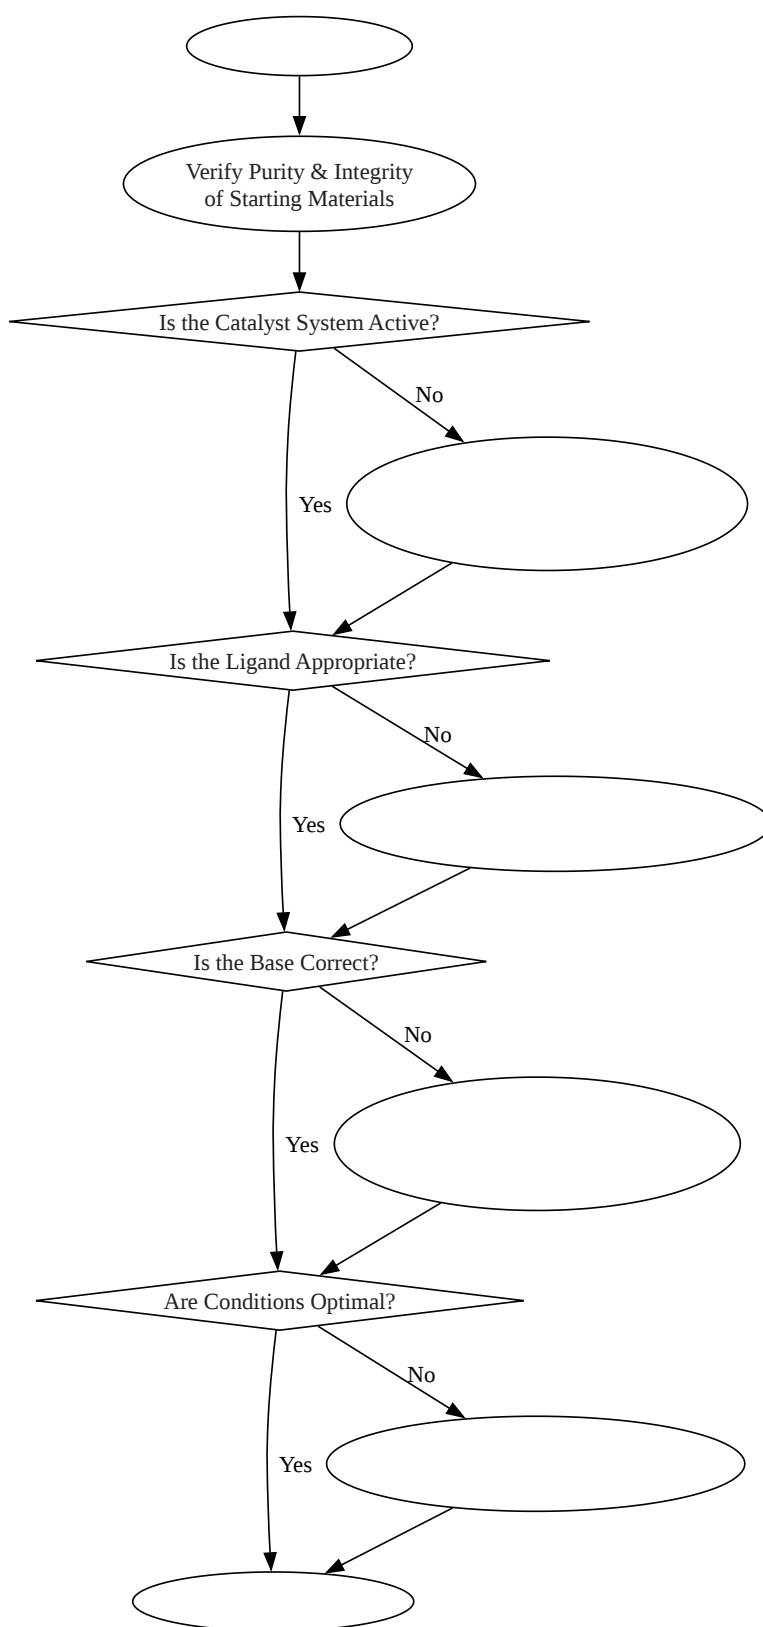 Verify Purity & Integrity
of Starting Materials
Is the Catalyst System Active?
No
Yes
Is the Ligand Appropriate?
No
Yes
Is the Base Correct?
No
Yes
Are Conditions Optimal?
No
Yes